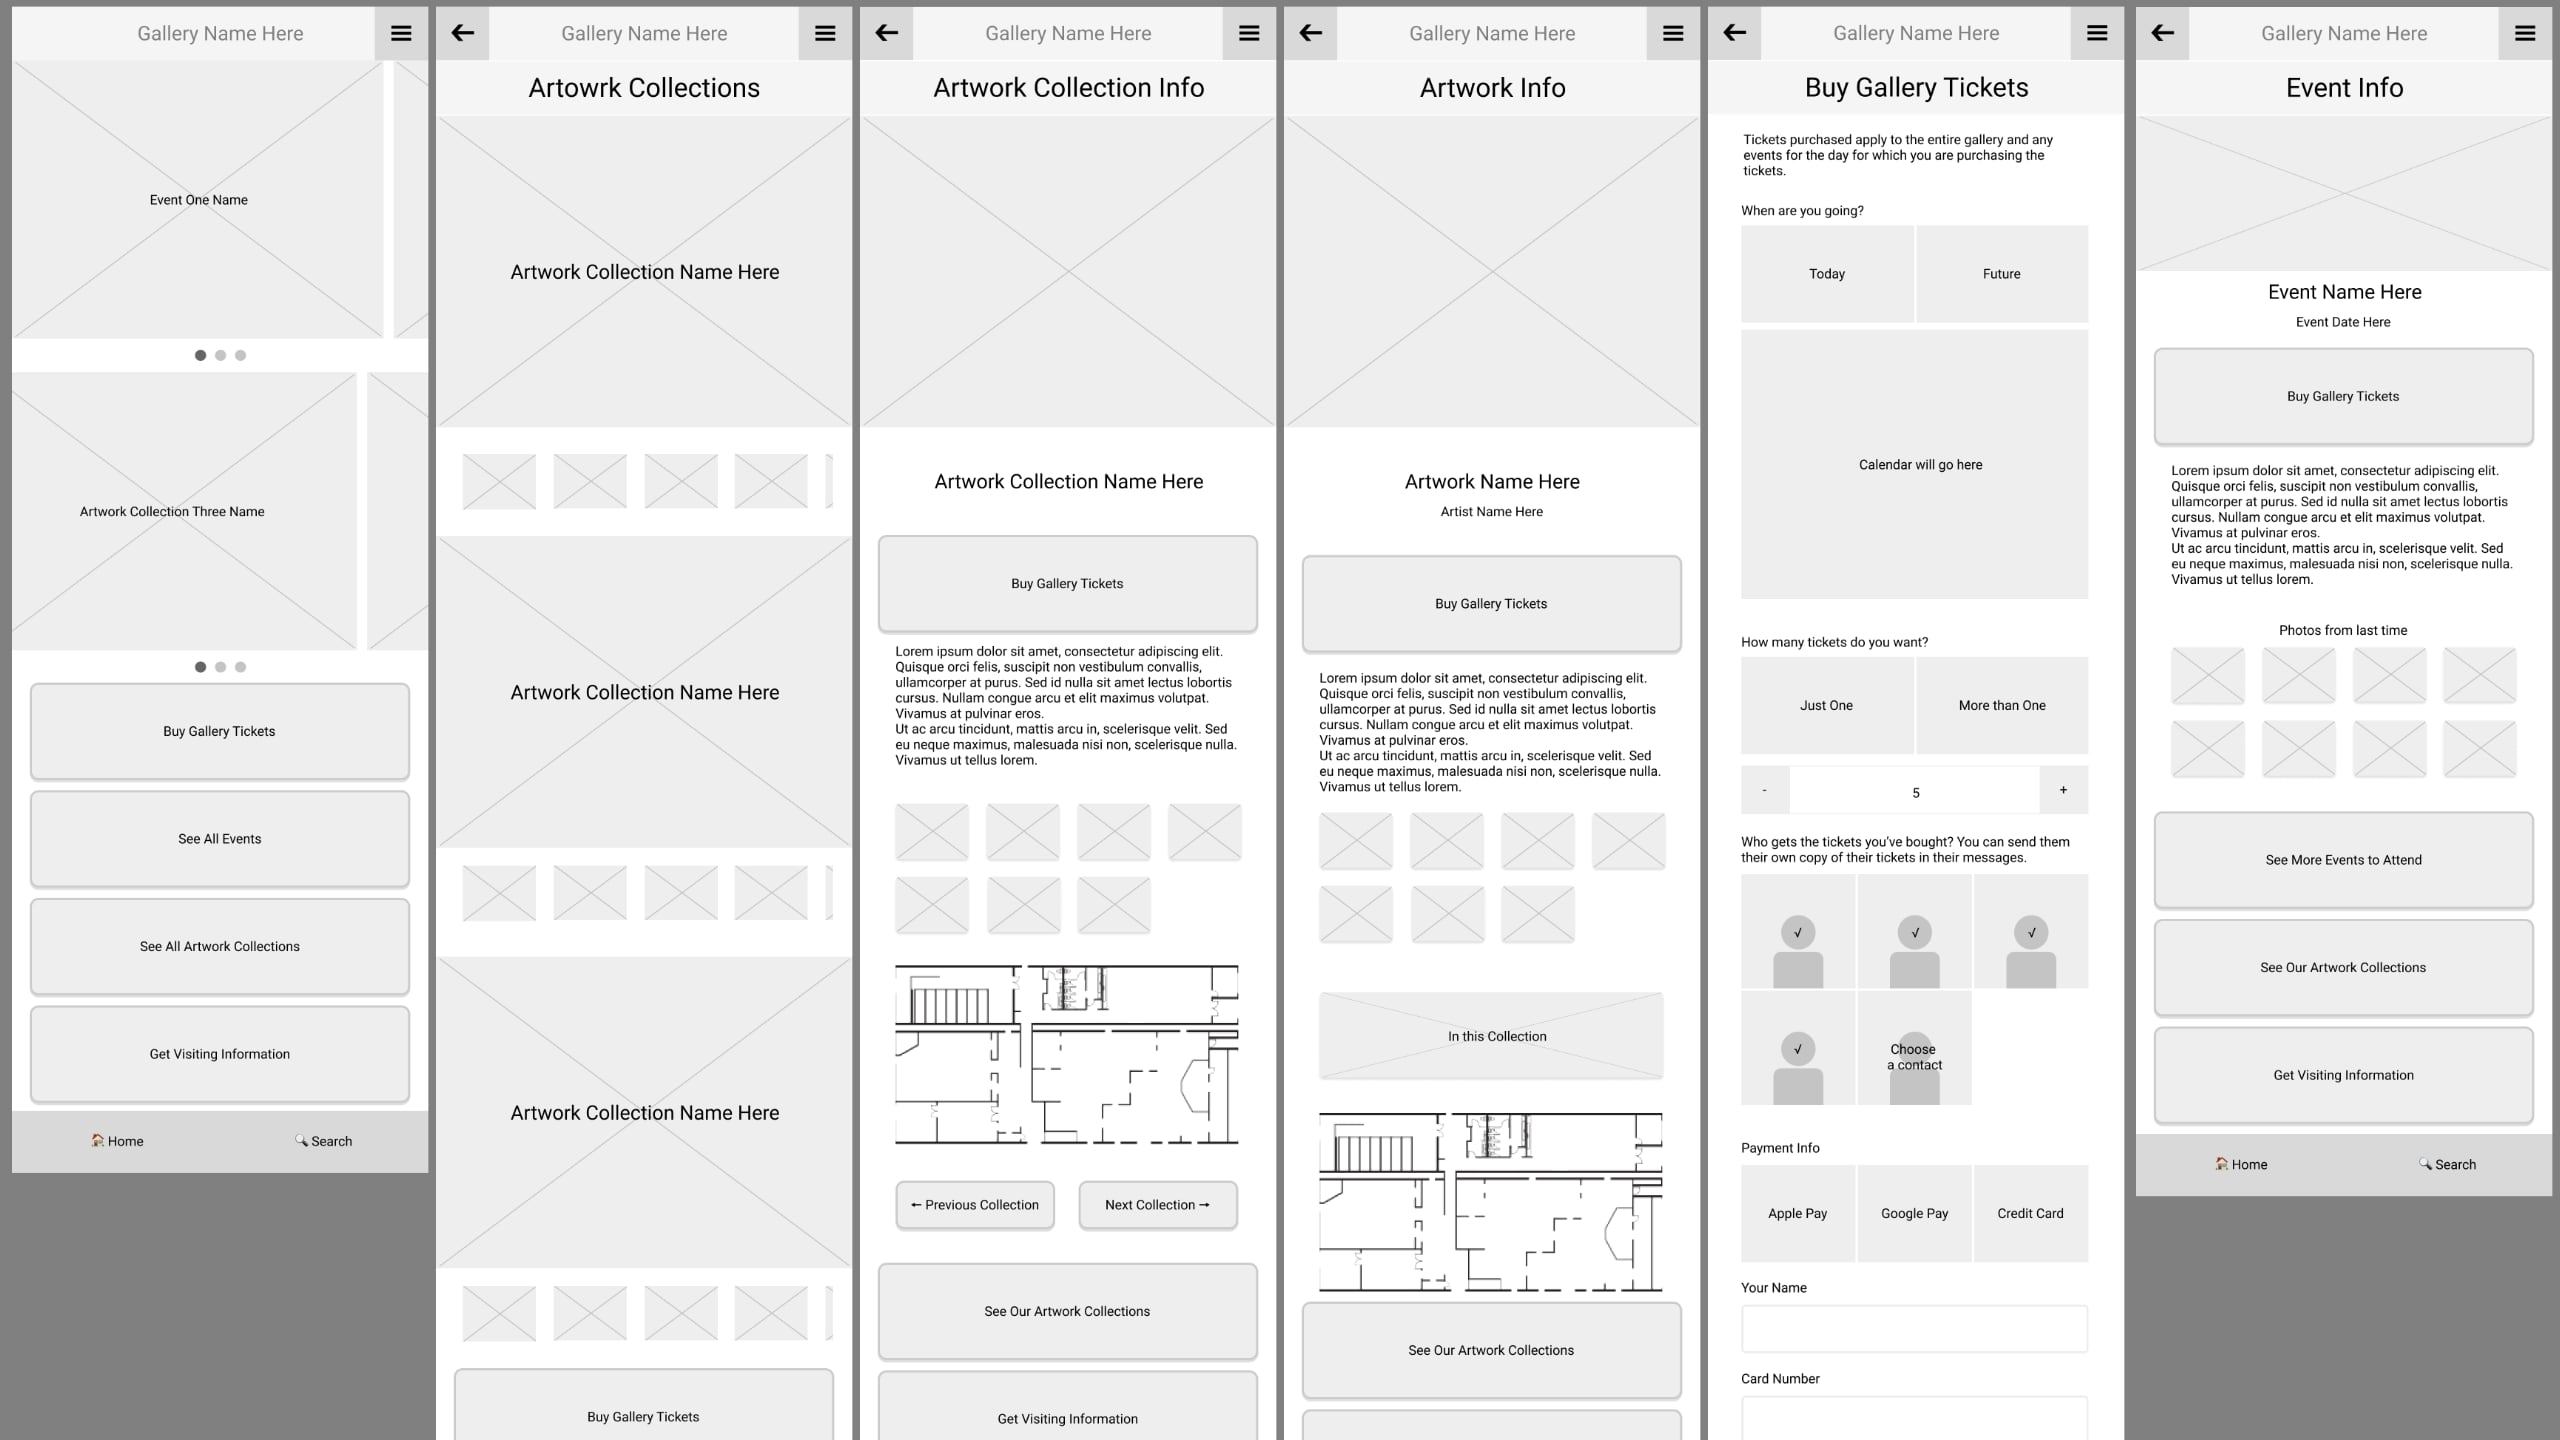 Gallery Name Here
Event One Name
Artwork Collection Three Name
Buy Gallery Tickets
See All Events
See All Artwork Collections
Get Visiting Information
Home
Search
Gallery Name Here
Artowrk Collections
Artwork Collection Name Here
Artwork Collection Name Here
Artwork Collection Name Here
Buy Gallery Tickets
Gallery Name Here
Artwork Collection Info
Artwork Collection Name Here
Buy Gallery Tickets
Lorem ipsum dolor sit amet, consectetur adipiscing elit.
Quisque orci felis, suscipit non vestibulum convallis,
ullamcorper at purus. Sed id nulla sit amet lectus lobortis
cursus. Nullam congue arcu et elit maximus volutpat.
Vivamus at pulvinar eros.
Ut ac arcu tincidunt, mattis arcu in, scelerisque velit. Sed
eu neque maximus, malesuada nisi non, scelerisque nulla.
Vivamus ut tellus lorem.
← Previous Collection
Next Collection →
See Our Artwork Collections
Get Visiting Information
Gallery Name Here
Artwork Info
Artwork Name Here
Artist Name Here
Buy Gallery Tickets
Lorem ipsum dolor sit amet, consectetur adipiscing elit.
Quisque orci felis, suscipit non vestibulum convallis,
ullamcorper at purus. Sed id nulla sit amet lectus lobortis
cursus. Nullam congue arcu et elit maximus volutpat.
Vivamus at pulvinar eros.
Ut ac arcu tincidunt, mattis arcu in, scelerisque velit. Sed
eu neque maximus, malesuada nisi non, scelerisque nulla.
Vivamus ut tellus lorem.
In this Collection
See Our Artwork Collections
Gallery Name Here
Buy Gallery Tickets
Tickets purchased apply to the entire gallery and any
events for the day for which you are purchasing the
tickets.
When are you going?
Today
Future
Calendar will go here
How many tickets do you want?
Just One
More than One
-
5
+
Who gets the tickets you've bought? You can send them
their own copy of their tickets in their messages.
√
√
√
√
Choose
a contact
Payment Info
Apple Pay
Google Pay
Credit Card
Your Name
Card Number
Gallery Name Here
Event Info
Event Name Here
Event Date Here
Buy Gallery Tickets
Lorem ipsum dolor sit amet, consectetur adipiscing elit.
Quisque orci felis, suscipit non vestibulum convallis,
ullamcorper at purus. Sed id nulla sit amet lectus lobortis
cursus. Nullam congue arcu et elit maximus volutpat.
Vivamus at pulvinar eros.
Ut ac arcu tincidunt, mattis arcu in, scelerisque velit. Sed
eu neque maximus, malesuada nisi non, scelerisque nulla.
Vivamus ut tellus lorem.
Photos from last time
See More Events to Attend
See Our Artwork Collections
Get Visiting Information
Home
Search